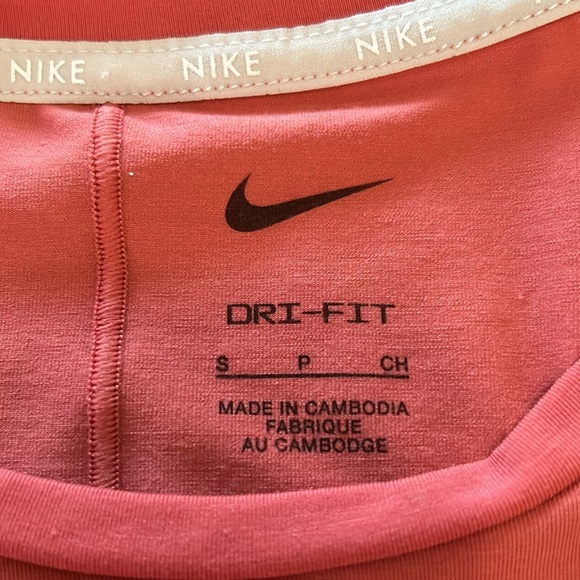 NIKE NIKE NIKE
DRI-FIT
S P CH
MADE IN CAMBODIA
FABRIQUE
AU CAMBODGE